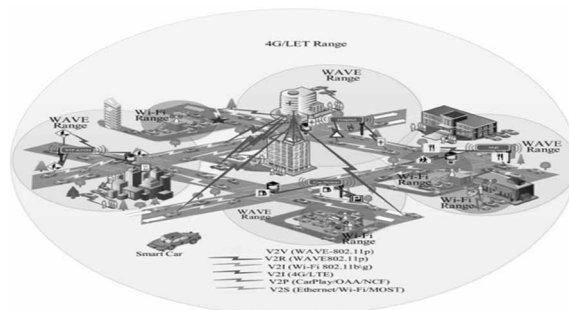 4G/LET Range
WAVE
Range
Wi-Fi
Range
WAVE
Range
WAVE
Range
Wi-Fi
Range
Wi-Fi
Range
WAVE
Range
Wi-Fi
Range
Smart Car
V2V (WAVE-802.11p)
V2R (WAVE802.11p)
V2I (Wi-Fi 802.11b\g)
V2I (4G/LTE)
V2P (CarPlay/OAA/NCF)
V2S (Ethernet/Wi-Fi/MOST)